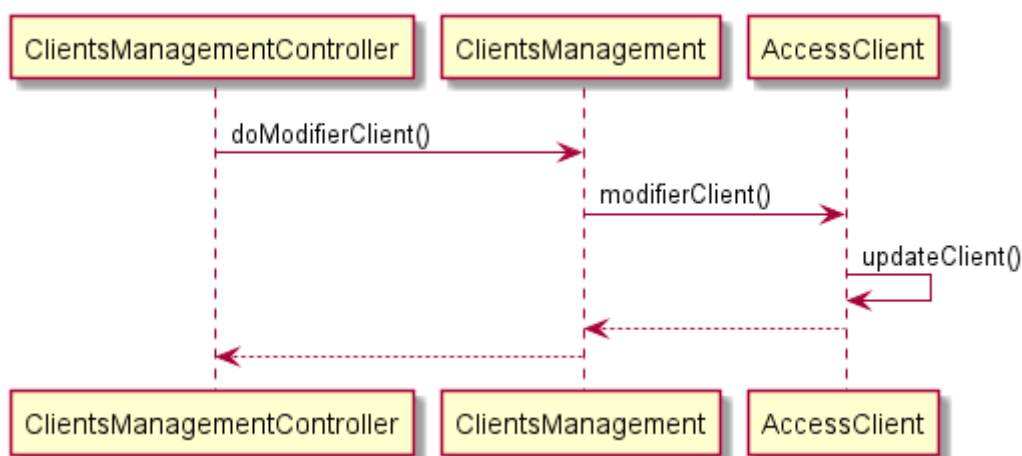 ClientsManagementController ClientsManagement AccessClient
doModifierClient()
modifierClient()
updateClient()
ClientsManagementController ClientsManagement AccessClient